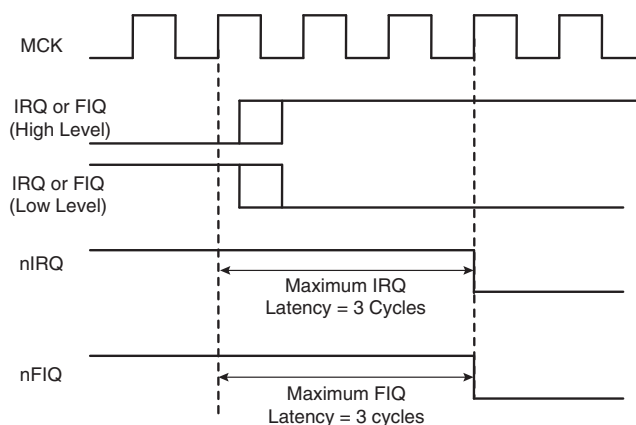 MCK
IRQ or FIQ
(High Level)
IRQ or FIQ
(Low Level)
nIRQ
Maximum IRQ
Latency = 3 Cycles
nFIQ
Maximum FIQ
Latency = 3 cycles